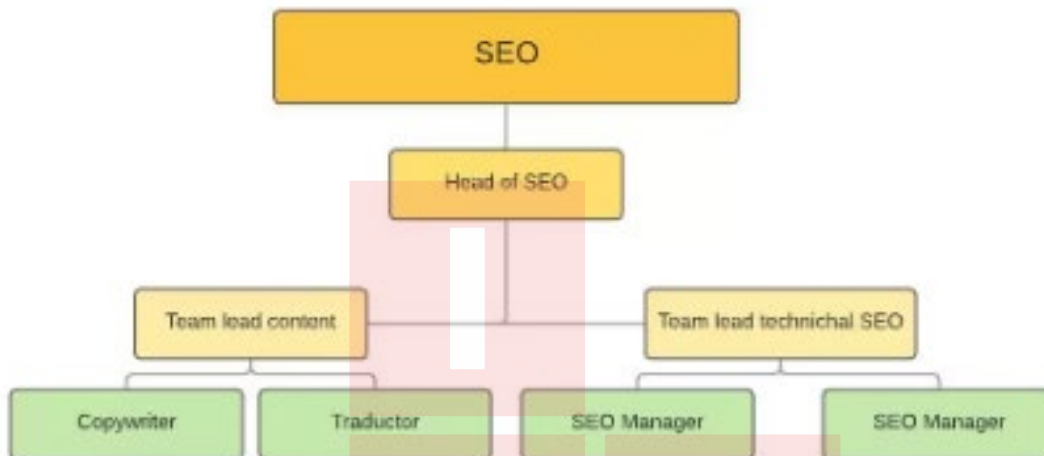 SEO
Head of SEO
Team lead content
Team lead technichal SEO
Copywriter
Traductor
SEO Manager
SEO Manager